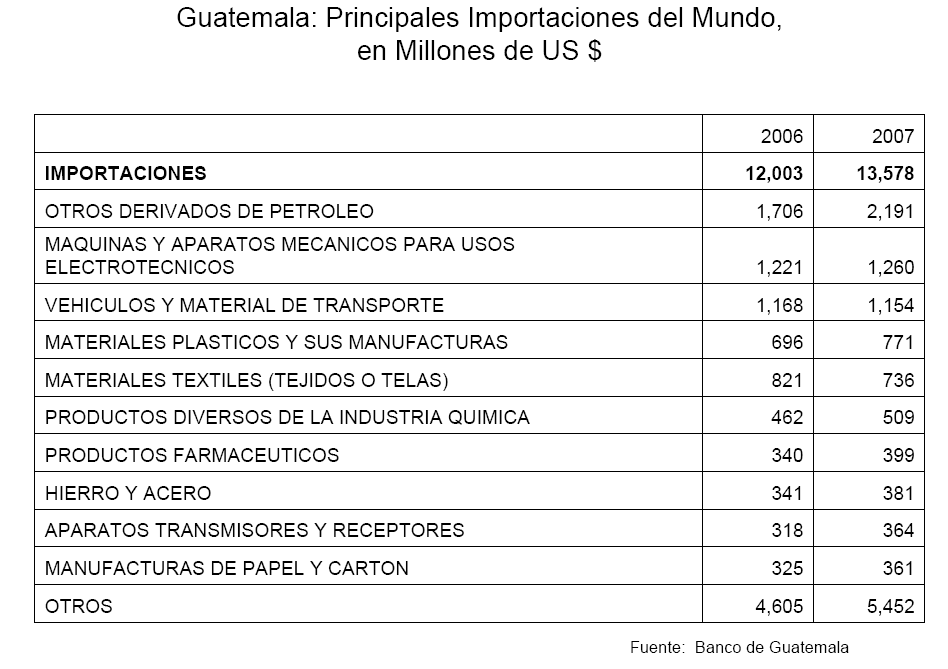 Guatemala: Principales Importaciones del Mundo,
en Millones de US $
2006 2007
IMPORTACIONES 12,003 13,578
OTROS DERIVADOS DE PETROLEO 1,706 2,191
MAQUINAS Y APARATOS MECANICOS PARA USOS
ELECTROTECNICOS 1,221 1,260
VEHICULOS Y MATERIAL DE TRANSPORTE 1,168 1,154
MATERIALES PLASTICOS Y SUS MANUFACTURAS 696 771
MATERIALES TEXTILES (TEJIDOS O TELAS) 821 736
PRODUCTOS DIVERSOS DE LA INDUSTRIA QUIMICA 462 509
PRODUCTOS FARMACEUTICOS 340 399
HIERRO Y ACERO 341 381
APARATOS TRANSMISORES Y RECEPTORES 318 364
MANUFACTURAS DE PAPEL Y CARTON 325 361
OTROS 4,605 5,452
Fuente: Banco de Guatemala